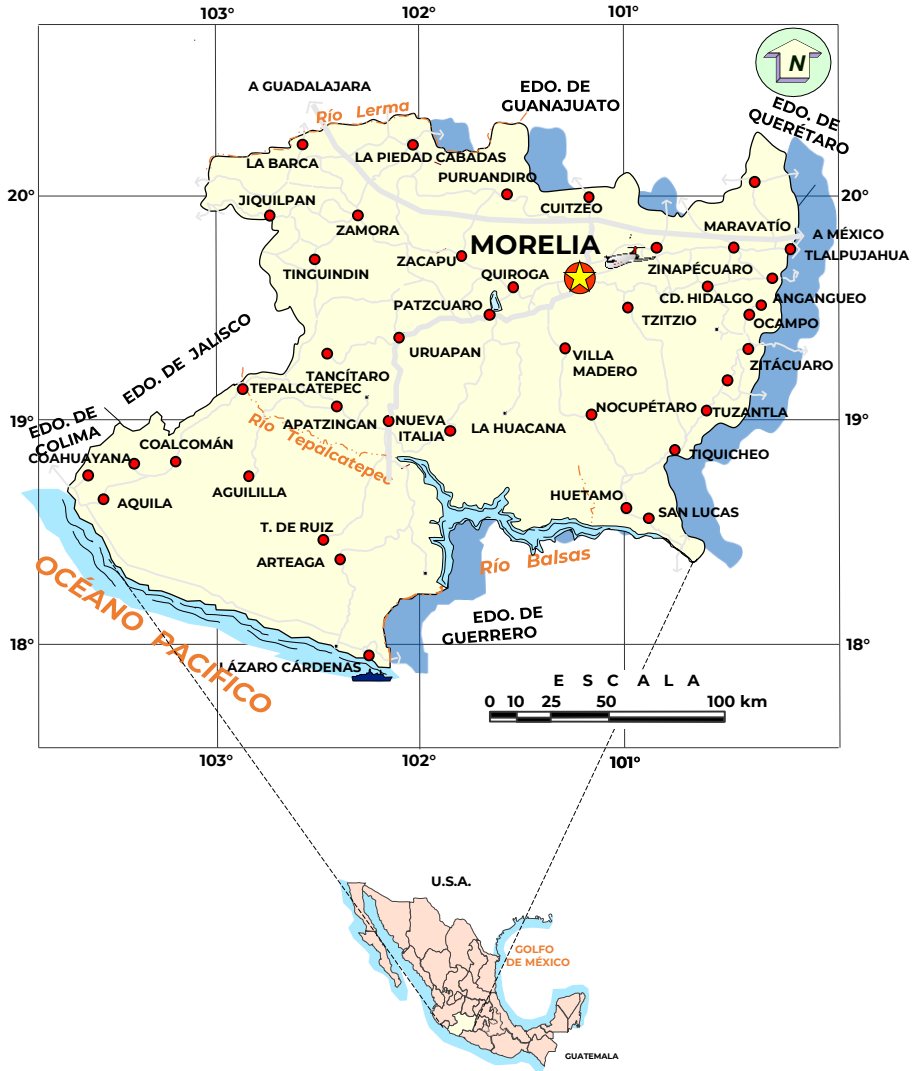 103°
102°
101°
N
A GUADALAJARA
EDO. DE
GUANAJUATO
EDO. DE
QUERÉTARO
Río Lerma
LA BARCA
LA PIEDAD CABADAS
PURUANDIRO
20°
20°
JIQUILPAN
CUITZEO
ZAMORA
MARAVATÍO
A MÉXICO
MORELIA
TLALPUJAHUA
ZACAPU
TINGUINDIN
QUIROGA
ZINAPÉCUARO
PATZCUARO
CD. HIDALGO
ANGANGUEO
TZITZIO
OCAMPO
EDO. DE JALISCO
URUAPAN
VILLA
MADERO
ZITÁCUARO
TANCÍTARO
TEPALCATEPEC
NOCUPÉTARO
TUZANTLA
19°
19°
EDO. DE
COLIMA
Río Tepalcatepec
APATZINGAN
NUEVA
ITALIA
LA HUACANA
COALCOMÁN
COAHUAYANA
TIQUICHEO
AGUILILLA
AQUILA
HUETAMO
SAN LUCAS
T. DE RUIZ
ARTEAGA
Río Balsas
OCÉANO PACIFICO
EDO. DE
GUERRERO
18°
18°
LÁZARO CÁRDENAS
E S C A L A
0 10 25 50 100 km
103°
102°
101°
U.S.A.
GOLFO
DE MÉXICO
GUATEMALA